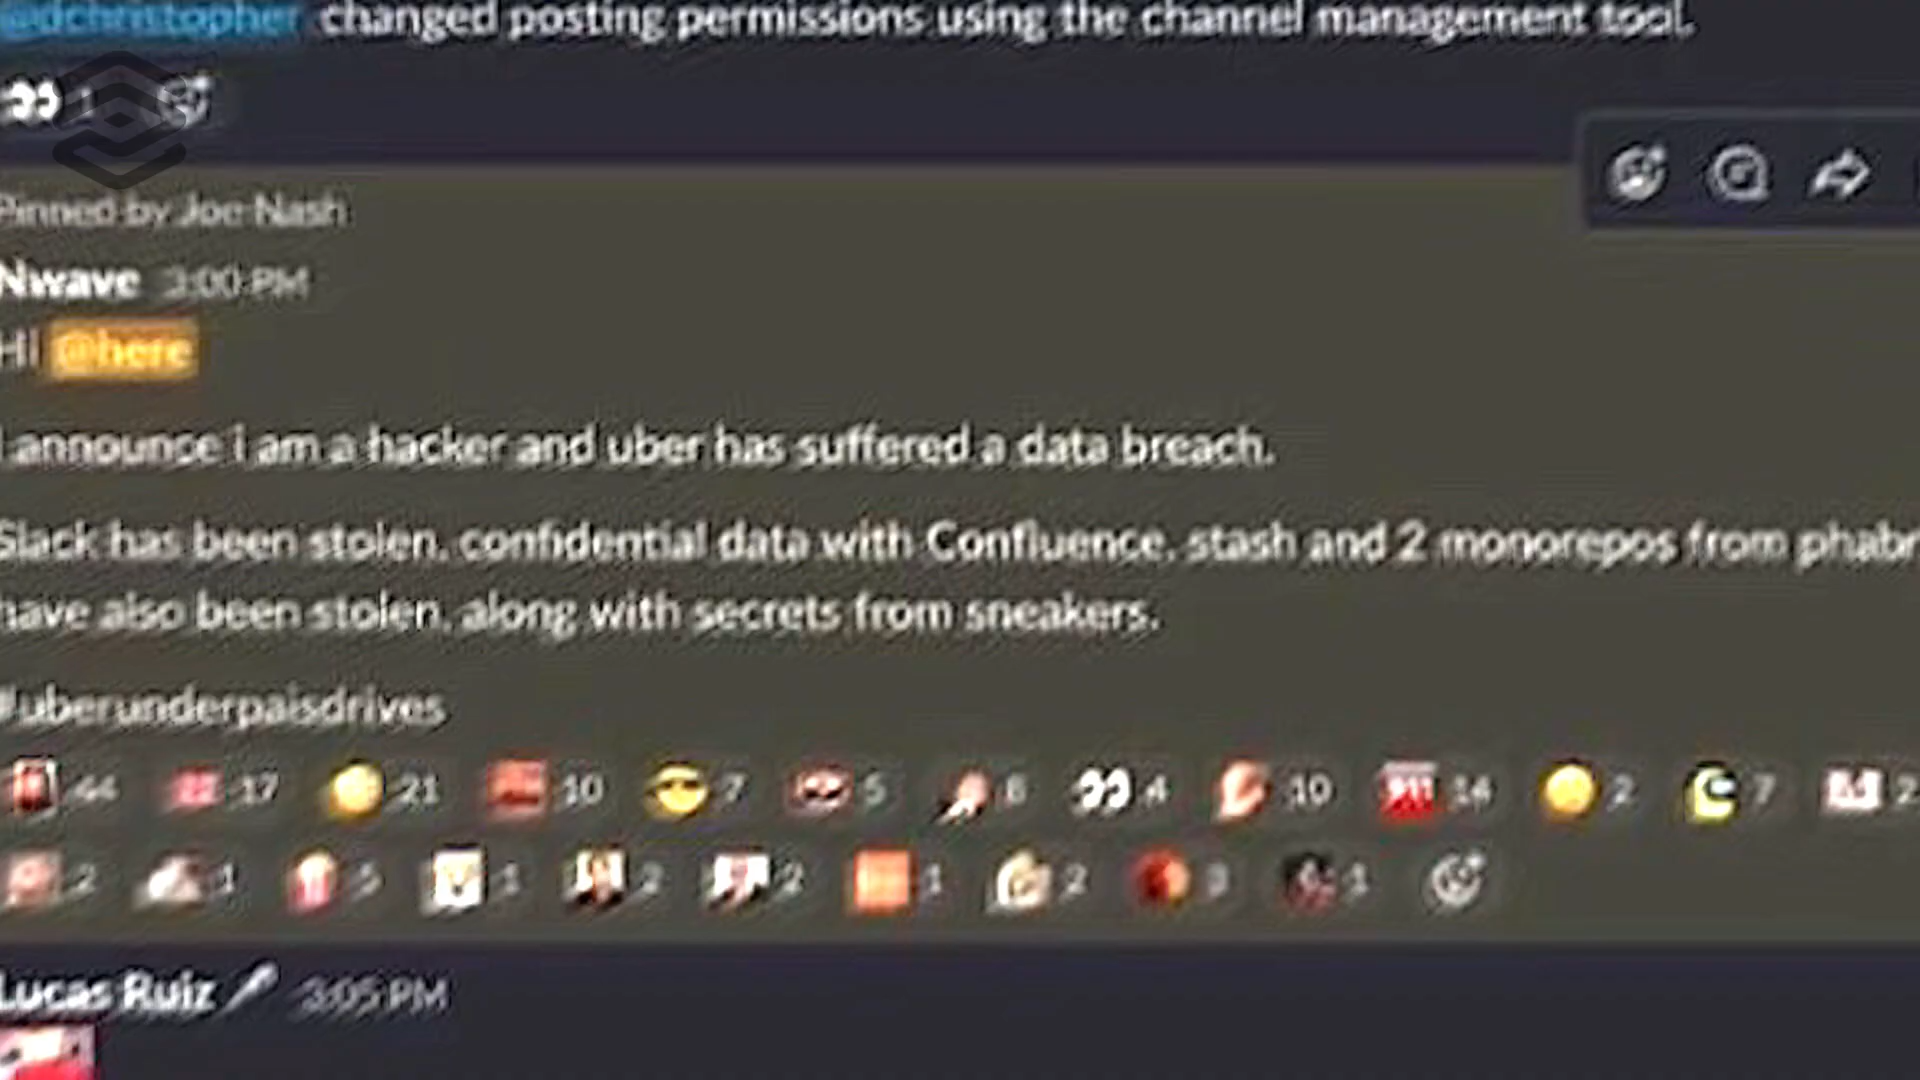 @dchristopher changed posting permissions using the channel management tool.
1
Pinned by Joe Nash
Nwave 3:00 PM
Hi @here
I announce i am a hacker and uber has suffered a data breach.
Slack has been stolen, confidential data with Confluence, stash and 2 monorepos from phabr
have also been stolen, along with secrets from sneakers.
#uberunderpaisdrives
44 17 21 10 7 5 6 4 10 911 14 2 7 2
2 1 5 1 2 2 1 2 3 1
Lucas Ruiz 3:05 PM